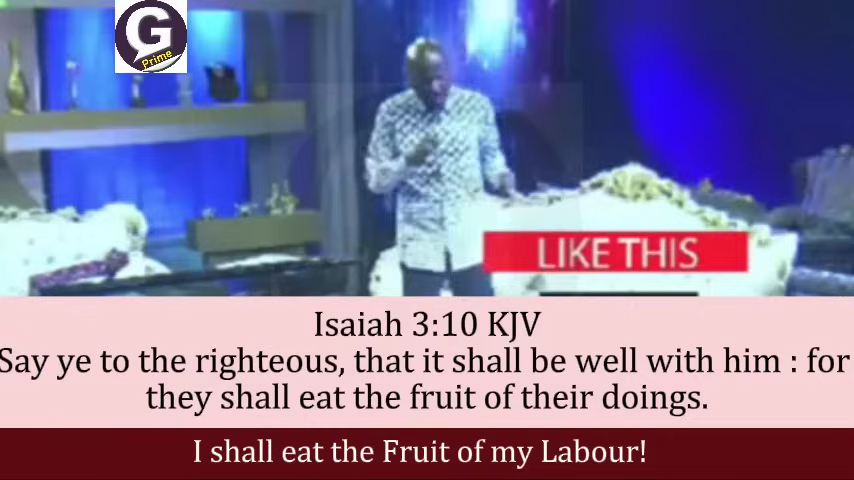 G
Prime
LIKE THIS
Isaiah 3:10 KJV
Say ye to the righteous, that it shall be well with him : for
they shall eat the fruit of their doings.
I shall eat the Fruit of my Labour!